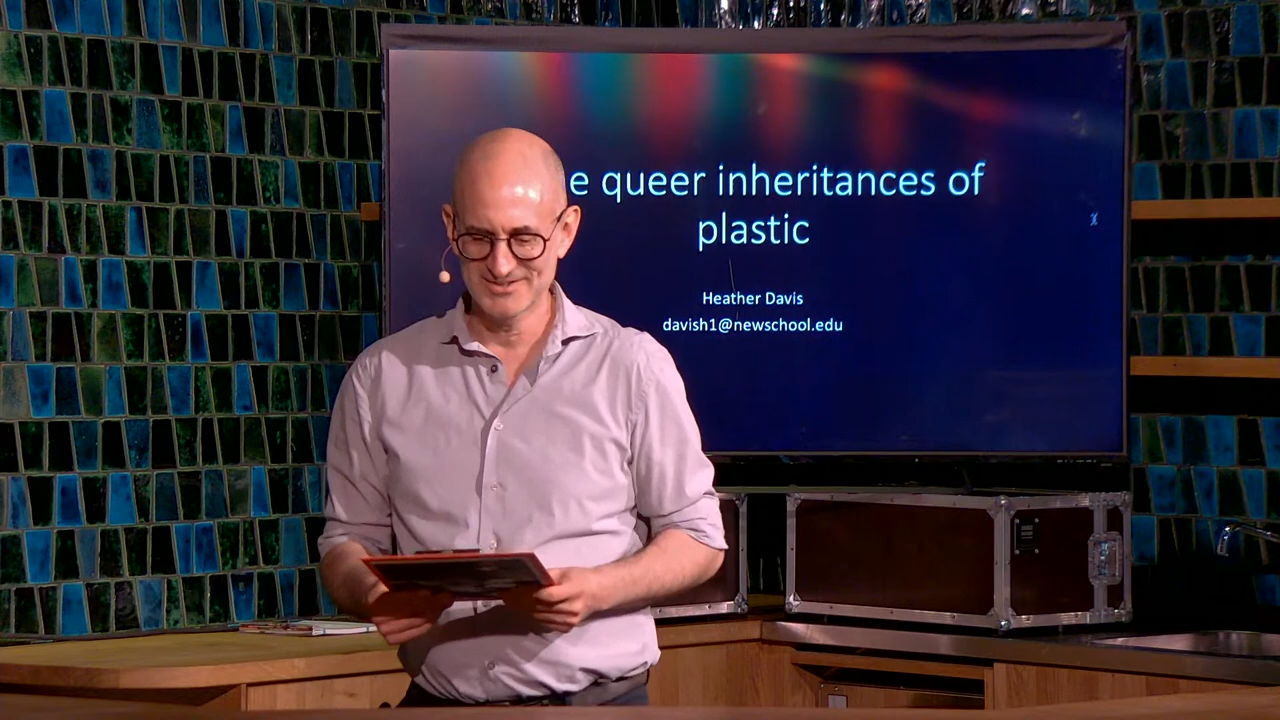 e queer inheritances of
plastic
Heather Davis
davish1@newschool.edu